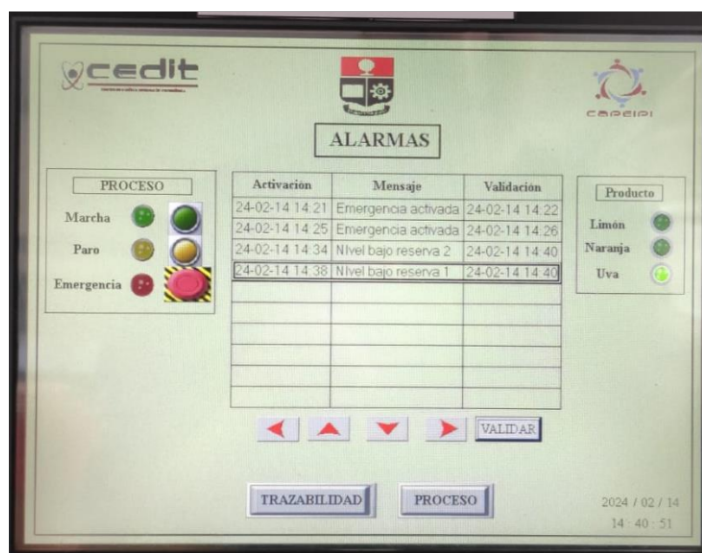 cedit
CAPEIPI
ALARMAS
PROCESO
Marcha
Paro
Emergencia
Activación Mensaje Validación
24-02-14 14:21 Emergencia activada 24-02-14 14:22
24-02-14 14:25 Emergencia activada 24-02-14 14:26
24-02-14 14:34 NIvel bajo reserva 2 24-02-14 14:40
24-02-14 14:38 NIvel bajo reserva 1 24-02-14 14:40
Producto
Limón
Naranja
Uva
VALIDAR
TRAZABILIDAD
PROCESO
2024 / 02 / 14
14 : 40 : 51